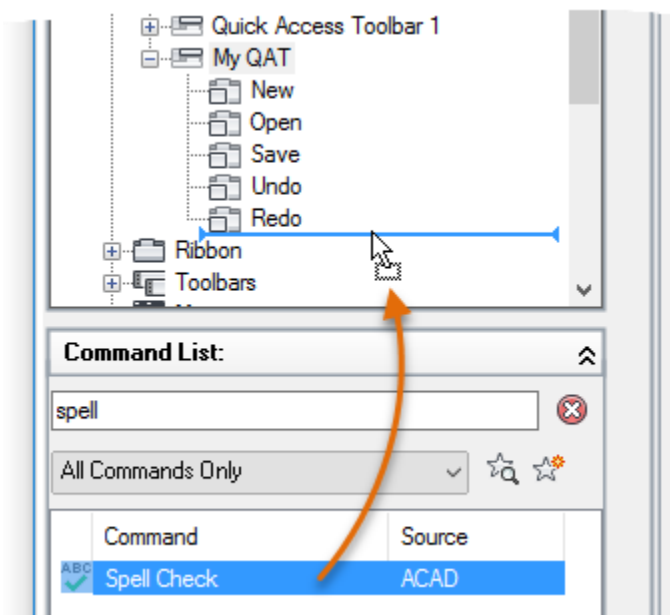 Quick Access Toolbar 1
My QAT
New
Open
Save
Undo
Redo
Ribbon
Toolbars
Command List:
spell
All Commands Only
Command Source
ABC Spell Check ACAD